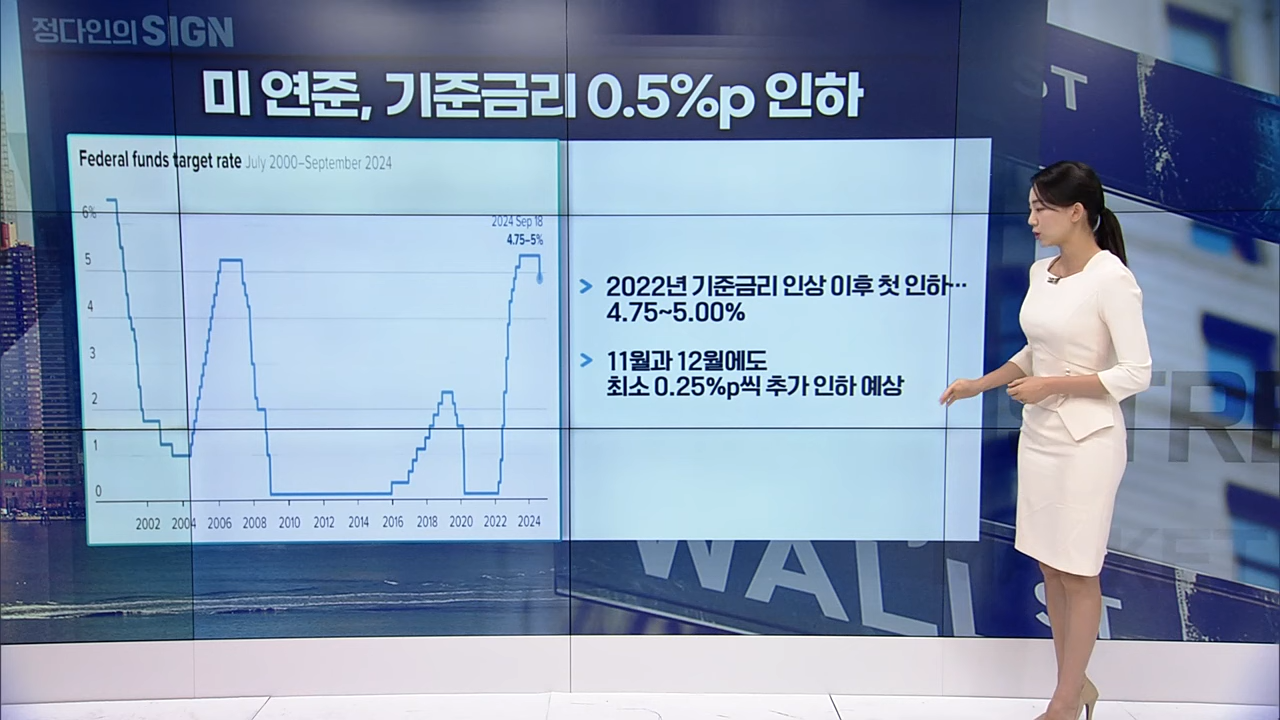 정다인의 SIGN
미 연준, 기준금리 0.5%p 인하
Federal funds target rate July 2000–September 2024
6%
5
4
3
2
1
0
2024 Sep 18
4.75–5%
2002 2004 2006 2008 2010 2012 2014 2016 2018 2020 2022 2024
> 2022년 기준금리 인상 이후 첫 인하…
4.75~5.00%
> 11월과 12월에도
최소 0.25%p씩 추가 인하 예상
ST
WALL ST